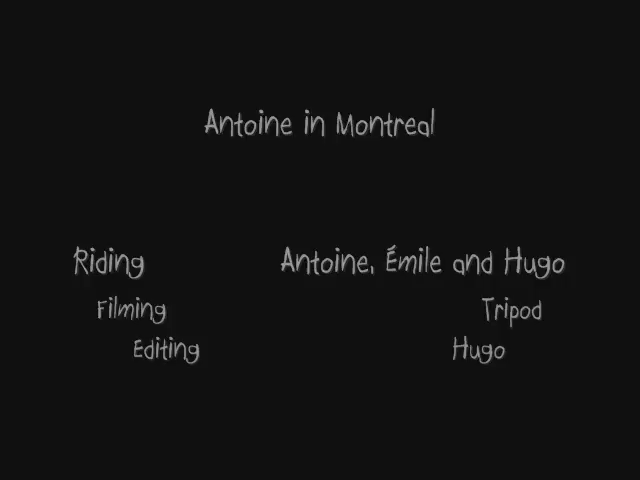 Antoine in Montreal
Riding Antoine, Émile and Hugo
Filming Tripod
Editing Hugo